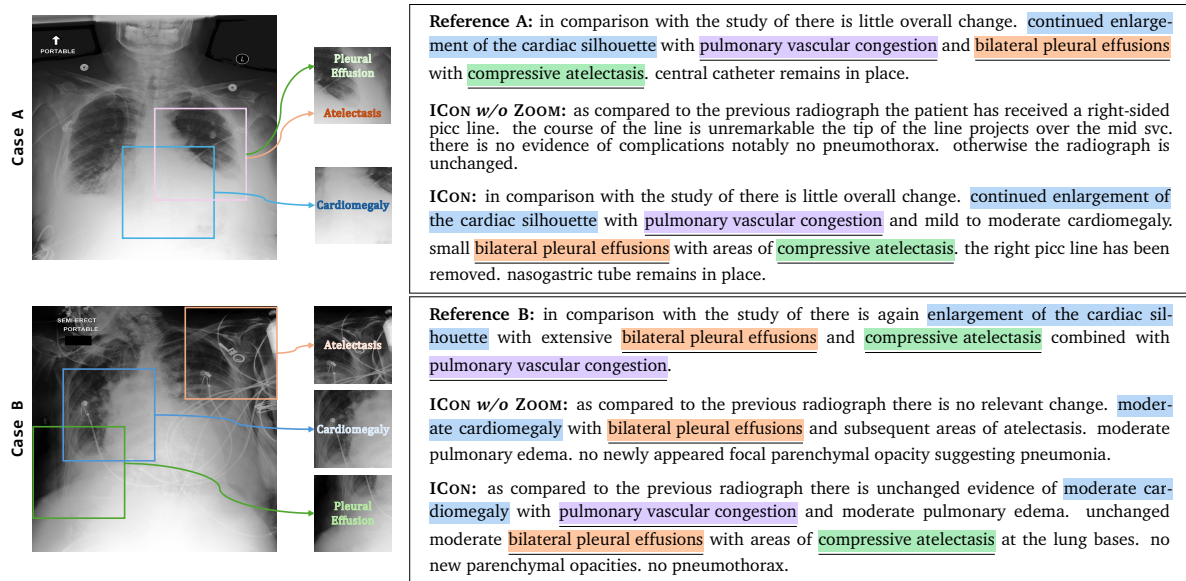 Case A
PORTABLE
L
Pleural
Effusion
Atelectasis
Cardiomegaly
Reference A: in comparison with the study of there is little overall change. continued enlarge-
ment of the cardiac silhouette with pulmonary vascular congestion and bilateral pleural effusions
with compressive atelectasis. central catheter remains in place.
ICON w/o ZOOM: as compared to the previous radiograph the patient has received a right-sided
picc line. the course of the line is unremarkable the tip of the line projects over the mid svc.
there is no evidence of complications notably no pneumothorax. otherwise the radiograph is
unchanged.
ICON: in comparison with the study of there is little overall change. continued enlargement of
the cardiac silhouette with pulmonary vascular congestion and mild to moderate cardiomegaly.
small bilateral pleural effusions with areas of compressive atelectasis. the right picc line has been
removed. nasogastric tube remains in place.
Case B
SEMI-ERECT
PORTABLE
Atelectasis
Cardiomegaly
Pleural
Effusion
Reference B: in comparison with the study of there is again enlargement of the cardiac sil-
houette with extensive bilateral pleural effusions and compressive atelectasis combined with
pulmonary vascular congestion.
ICON w/o ZOOM: as compared to the previous radiograph there is no relevant change. moder-
ate cardiomegaly with bilateral pleural effusions and subsequent areas of atelectasis. moderate
pulmonary edema. no newly appeared focal parenchymal opacity suggesting pneumonia.
ICON: as compared to the previous radiograph there is unchanged evidence of moderate car-
diomegaly with pulmonary vascular congestion and moderate pulmonary edema. unchanged
moderate bilateral pleural effusions with areas of compressive atelectasis at the lung bases. no
new parenchymal opacities. no pneumothorax.